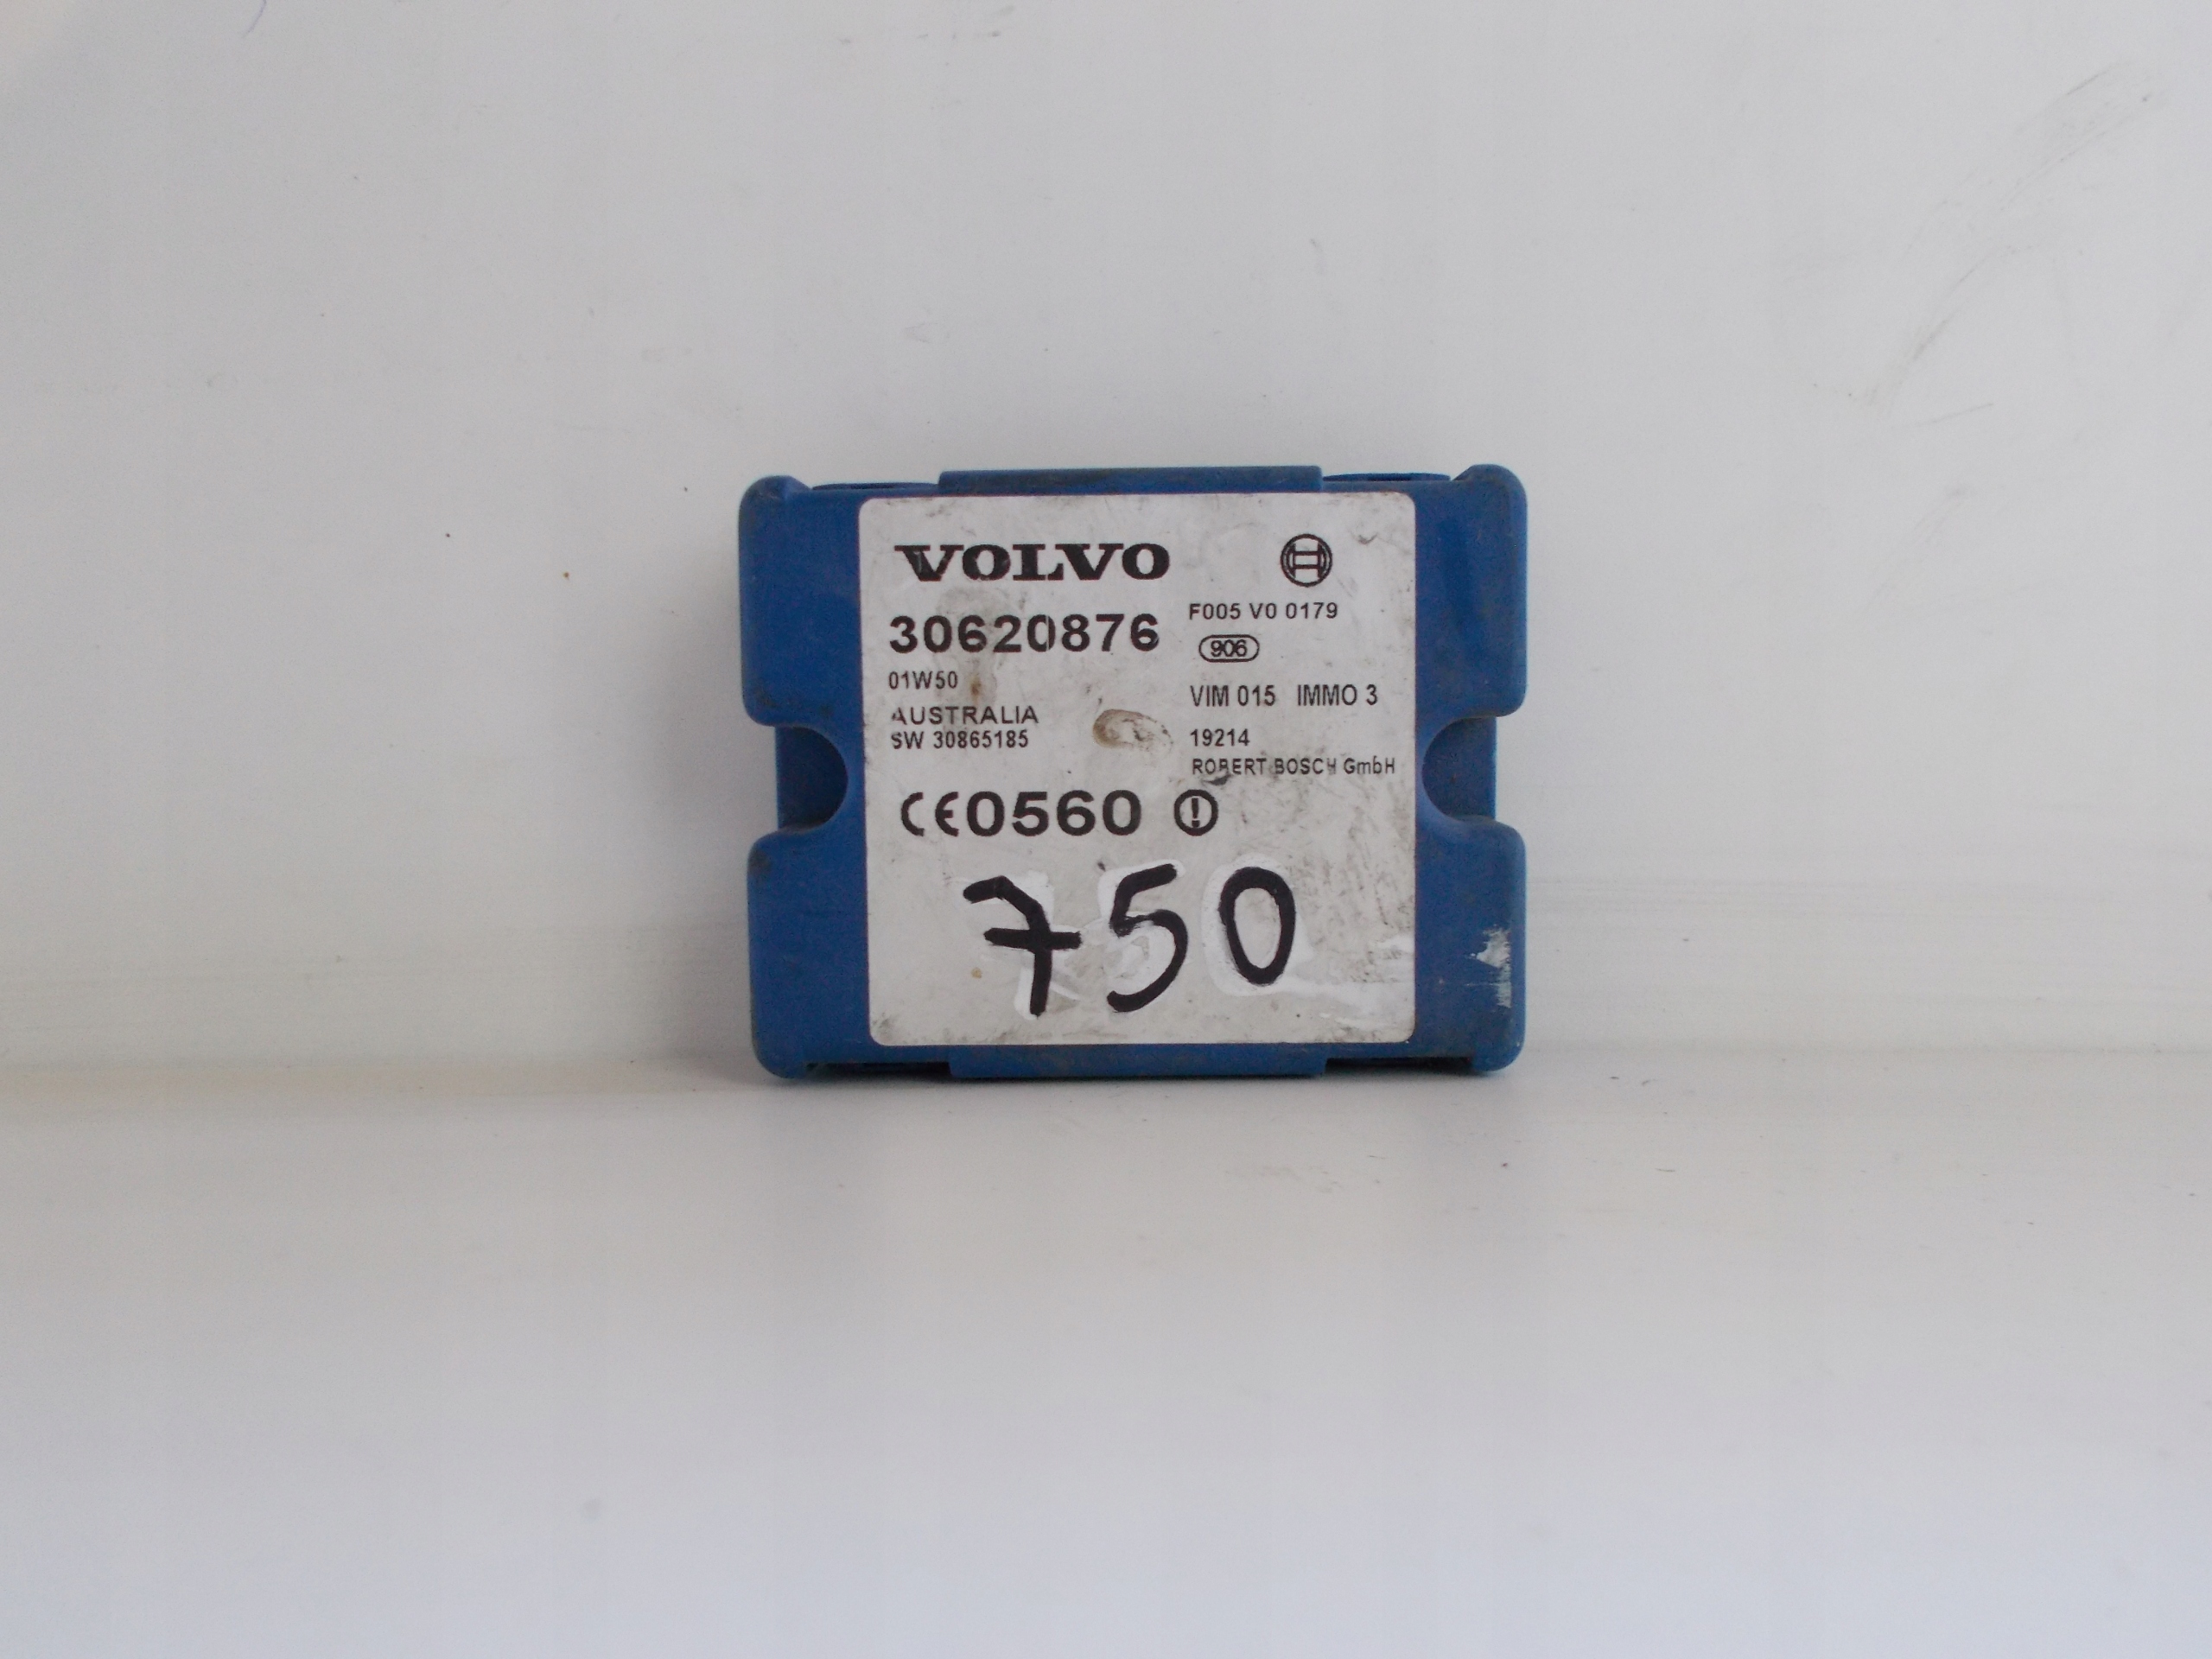 VOLVO
30620876
01W50
AUSTRALIA
SW 30865185
F005 V0 0179
906
VIM 015 IMMO 3
19214
ROBERT BOSCH GmbH
CE0560 !
750